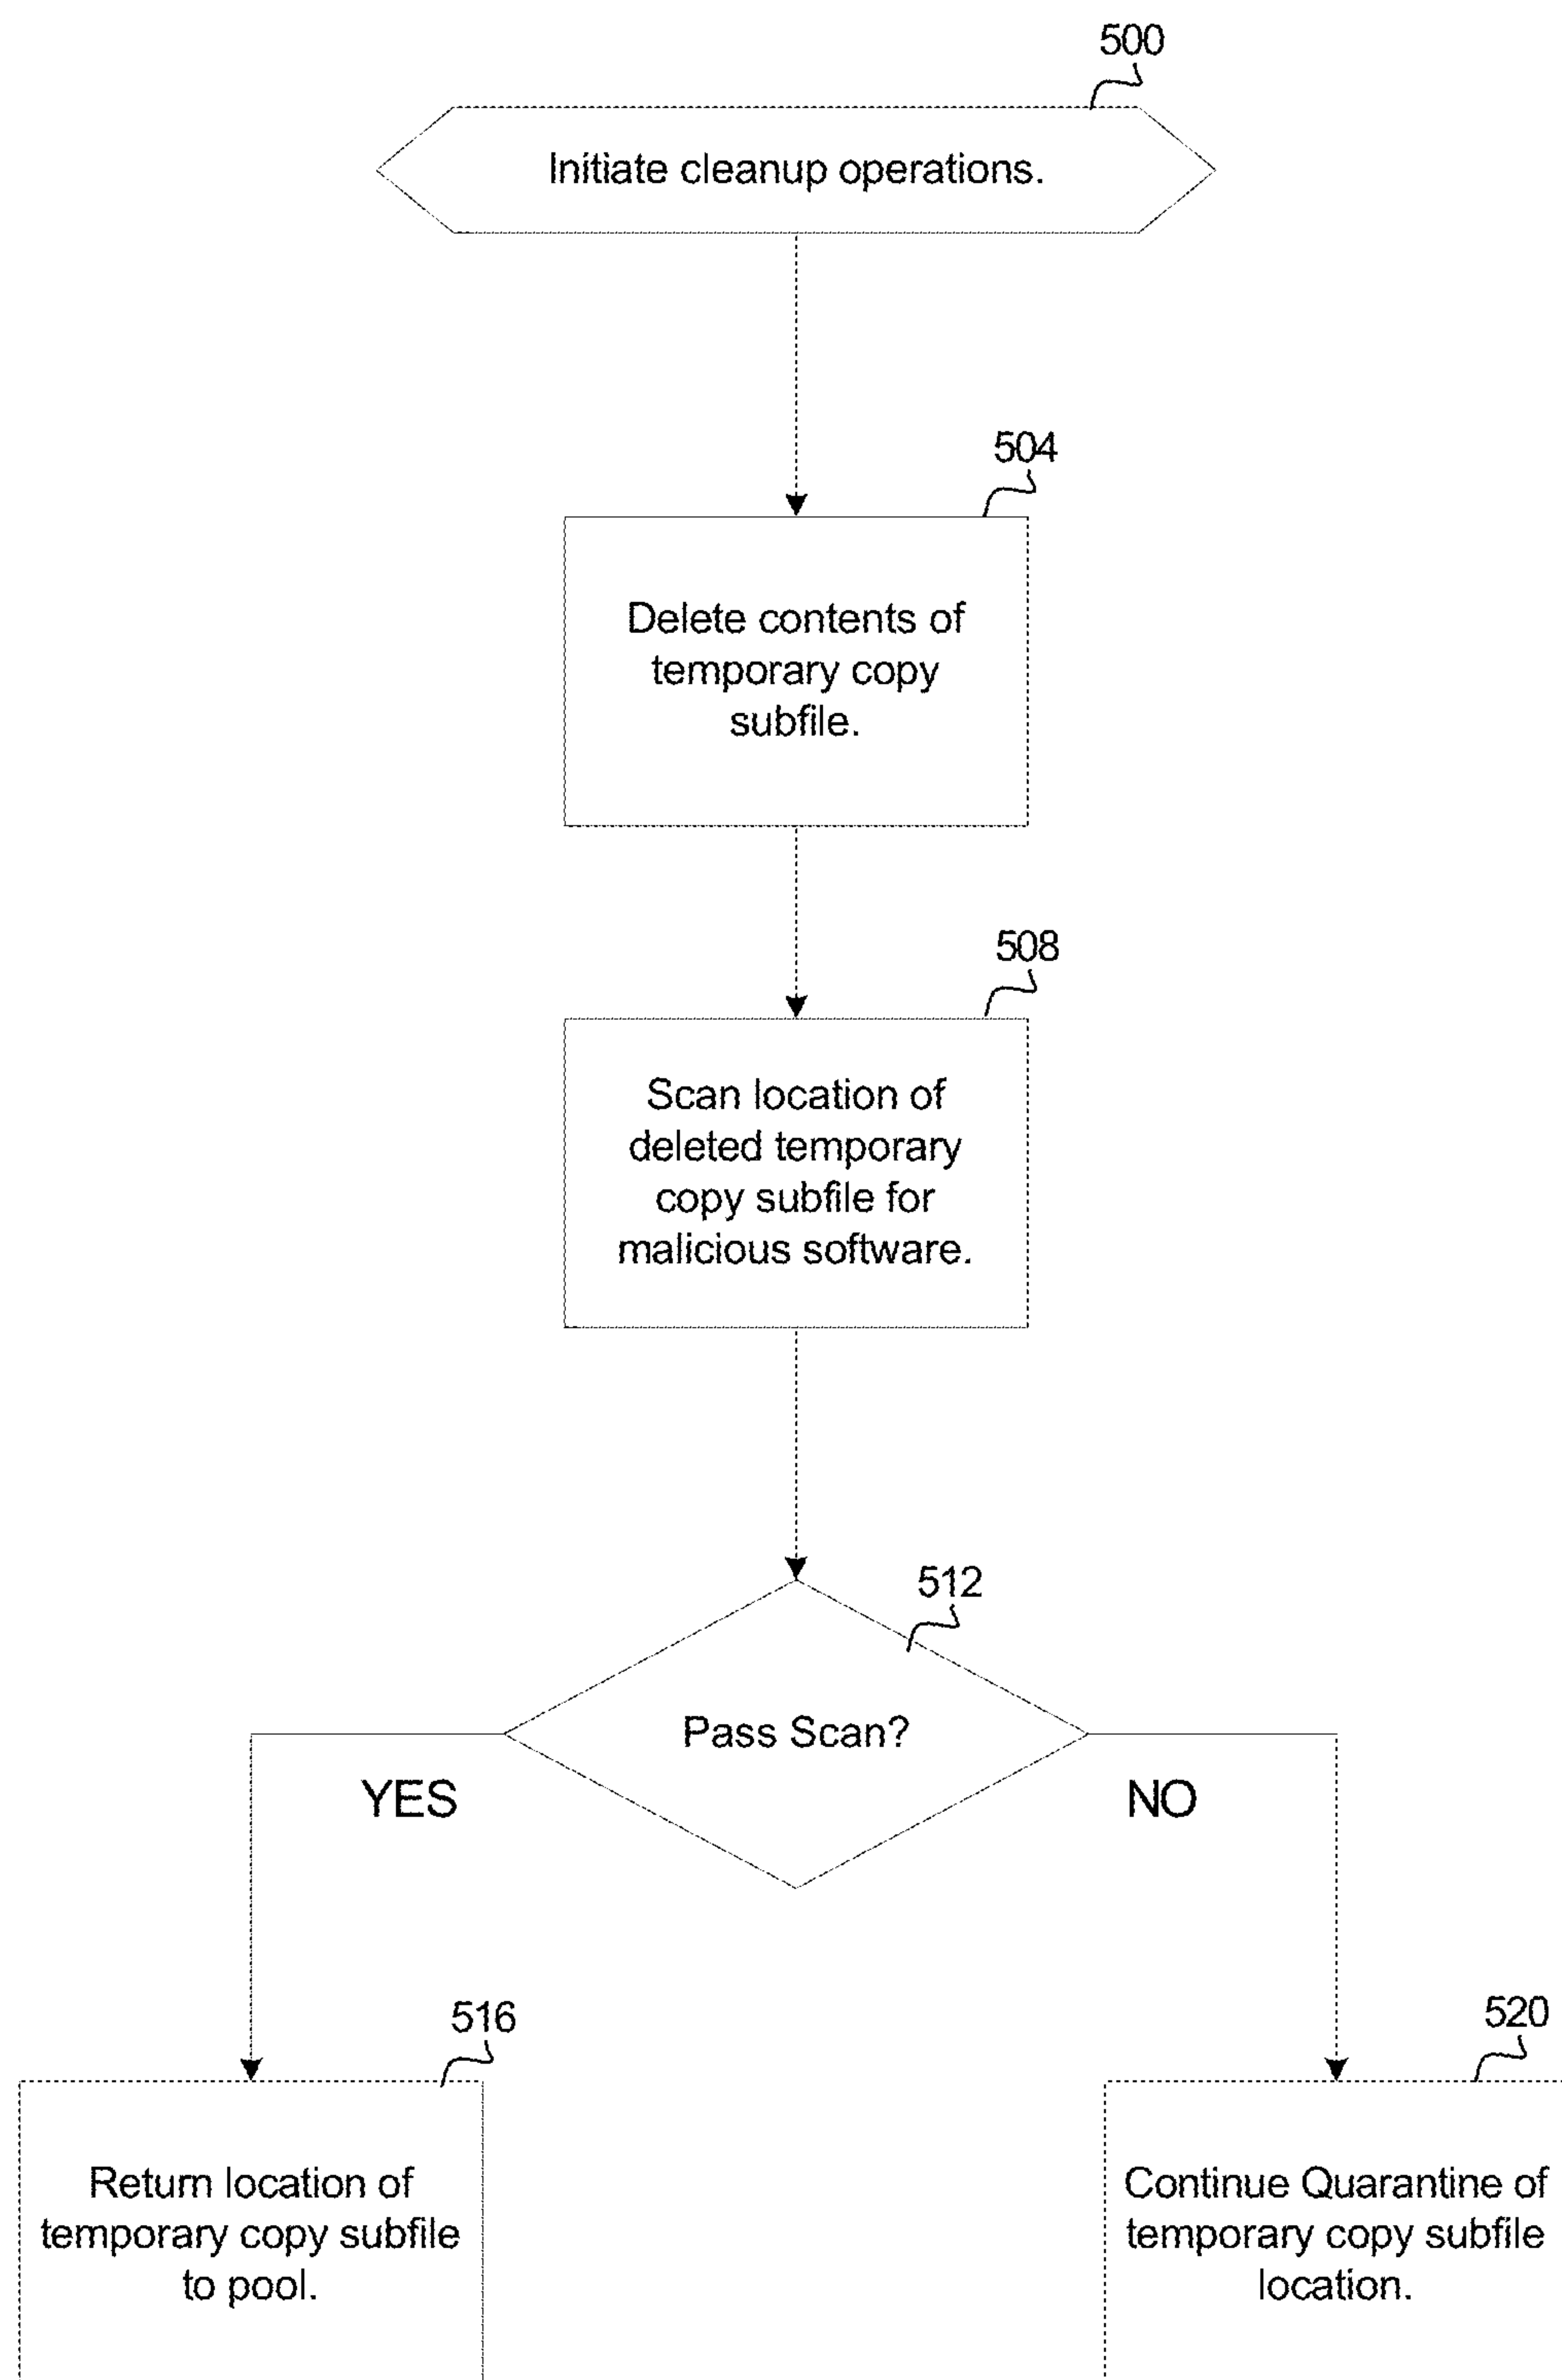 500
Initiate cleanup operations.
504
Delete contents of
temporary copy
subfile.
508
Scan location of
deleted temporary
copy subfile for
malicious software.
512
Pass Scan?
YES
NO
516
Return location of
temporary copy subfile
to pool.
520
Continue Quarantine of
temporary copy subfile
location.